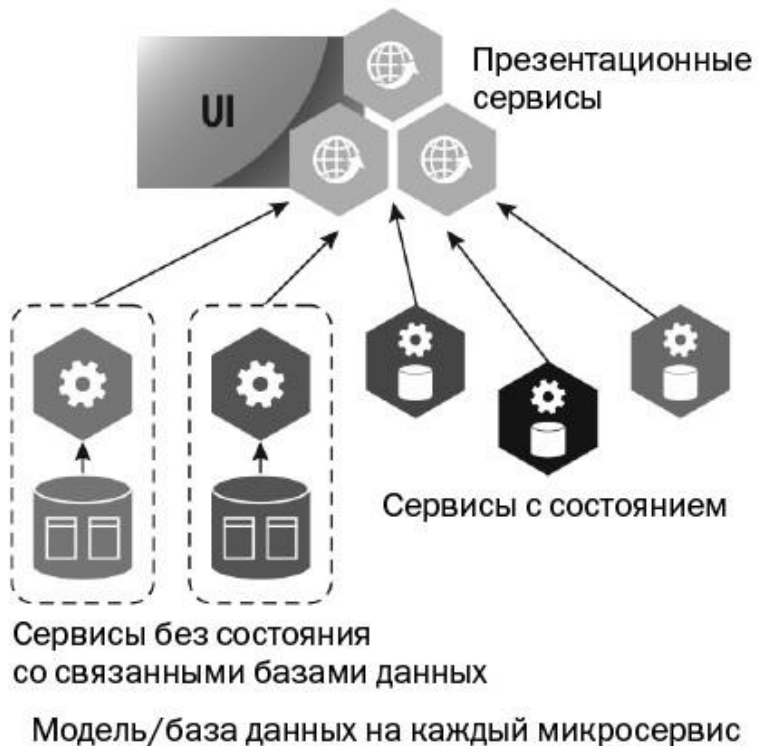 UI
Презентационные
сервисы
Сервисы с состоянием
Сервисы без состояния
со связанными базами данных
Модель/база данных на каждый микросервис